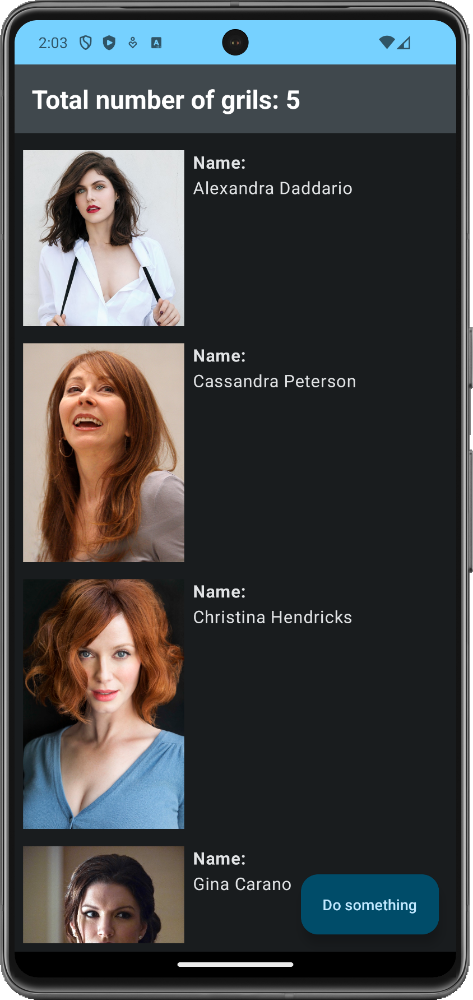 2:03
Total number of grils: 5
Name:
Alexandra Daddario
Name:
Cassandra Peterson
Name:
Christina Hendricks
Name:
Gina Carano
Do something